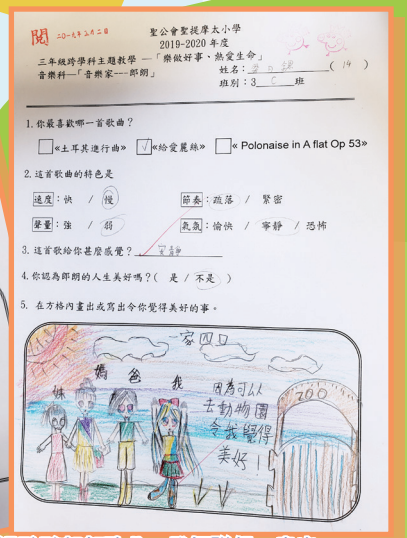 閱
聖公會聖提摩太小學
2019-2020 年度
三年級跨學科主題教學 —「樂做好事、熱愛生命」
音樂科—「音樂家---郎朗」
姓名：
( 14 )
班別：3 C 班
1.你最喜歡哪一首歌曲？
«土耳其進行曲» √ «給愛麗絲» « Polonaise in A flat Op 53»
2.這首歌曲的特色是
速度：快 / 慢 節奏：疏落 / 緊密
聲量：強 / 弱 氣氛：愉快 / 寧靜 / 恐怖
3.這首歌給你甚麼感覺？
4.你認為郎朗的人生美好嗎？( 是 / 不是 )
5. 在方格內畫出或寫出令你覺得美好的事。
一家四口
妹 媽 爸 我
因為可以
去動物園
令我覺得
美好！
ZOO